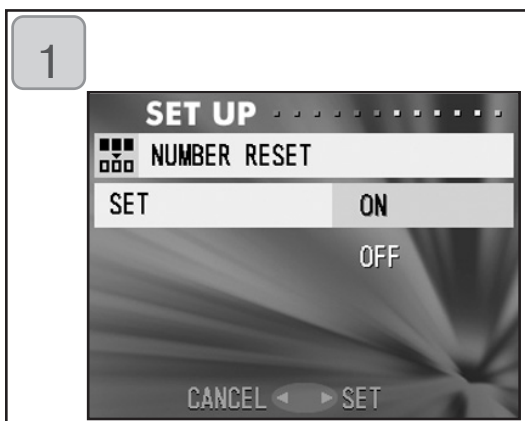 1
SET UP
NUMBER RESET
SET ON
OFF
CANCEL ◄ ► SET